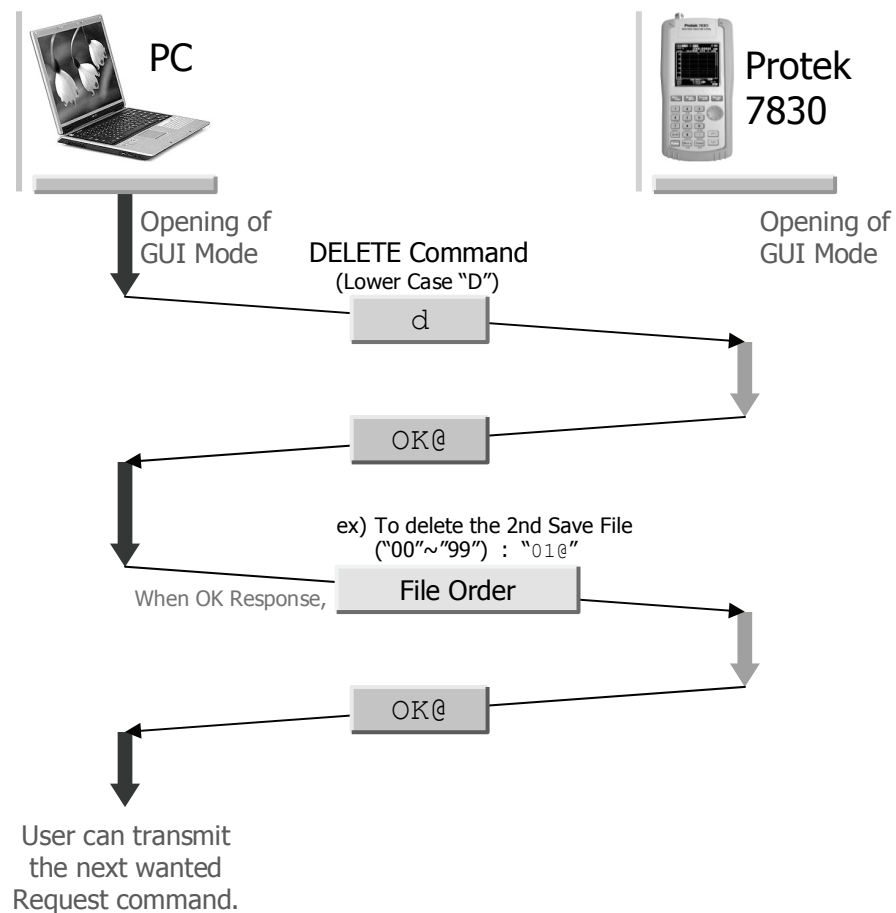 PC
Protek
7830
Opening of
GUI Mode
Opening of
GUI Mode
DELETE Command
(Lower Case “D”)
d
OK@
ex) To delete the 2nd Save File
(“00”~”99”) : “01@”
When OK Response,
File Order
OK@
User can transmit
the next wanted
Request command.